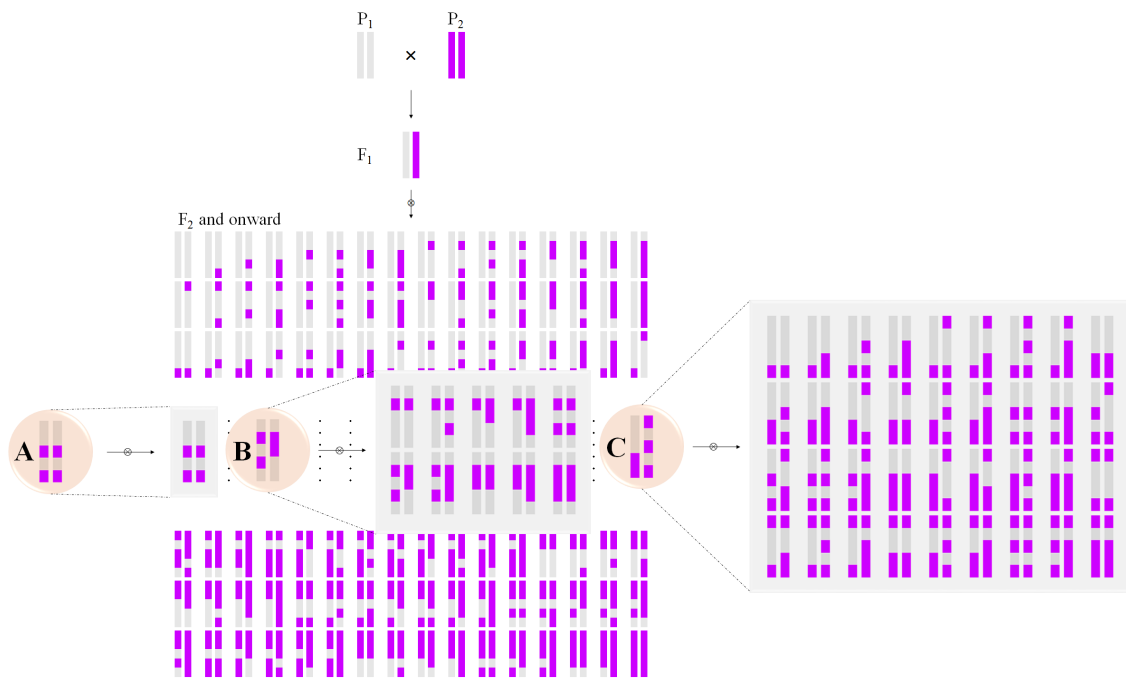 P₁ P₂
×
F₁
F₂ and onward
A B C